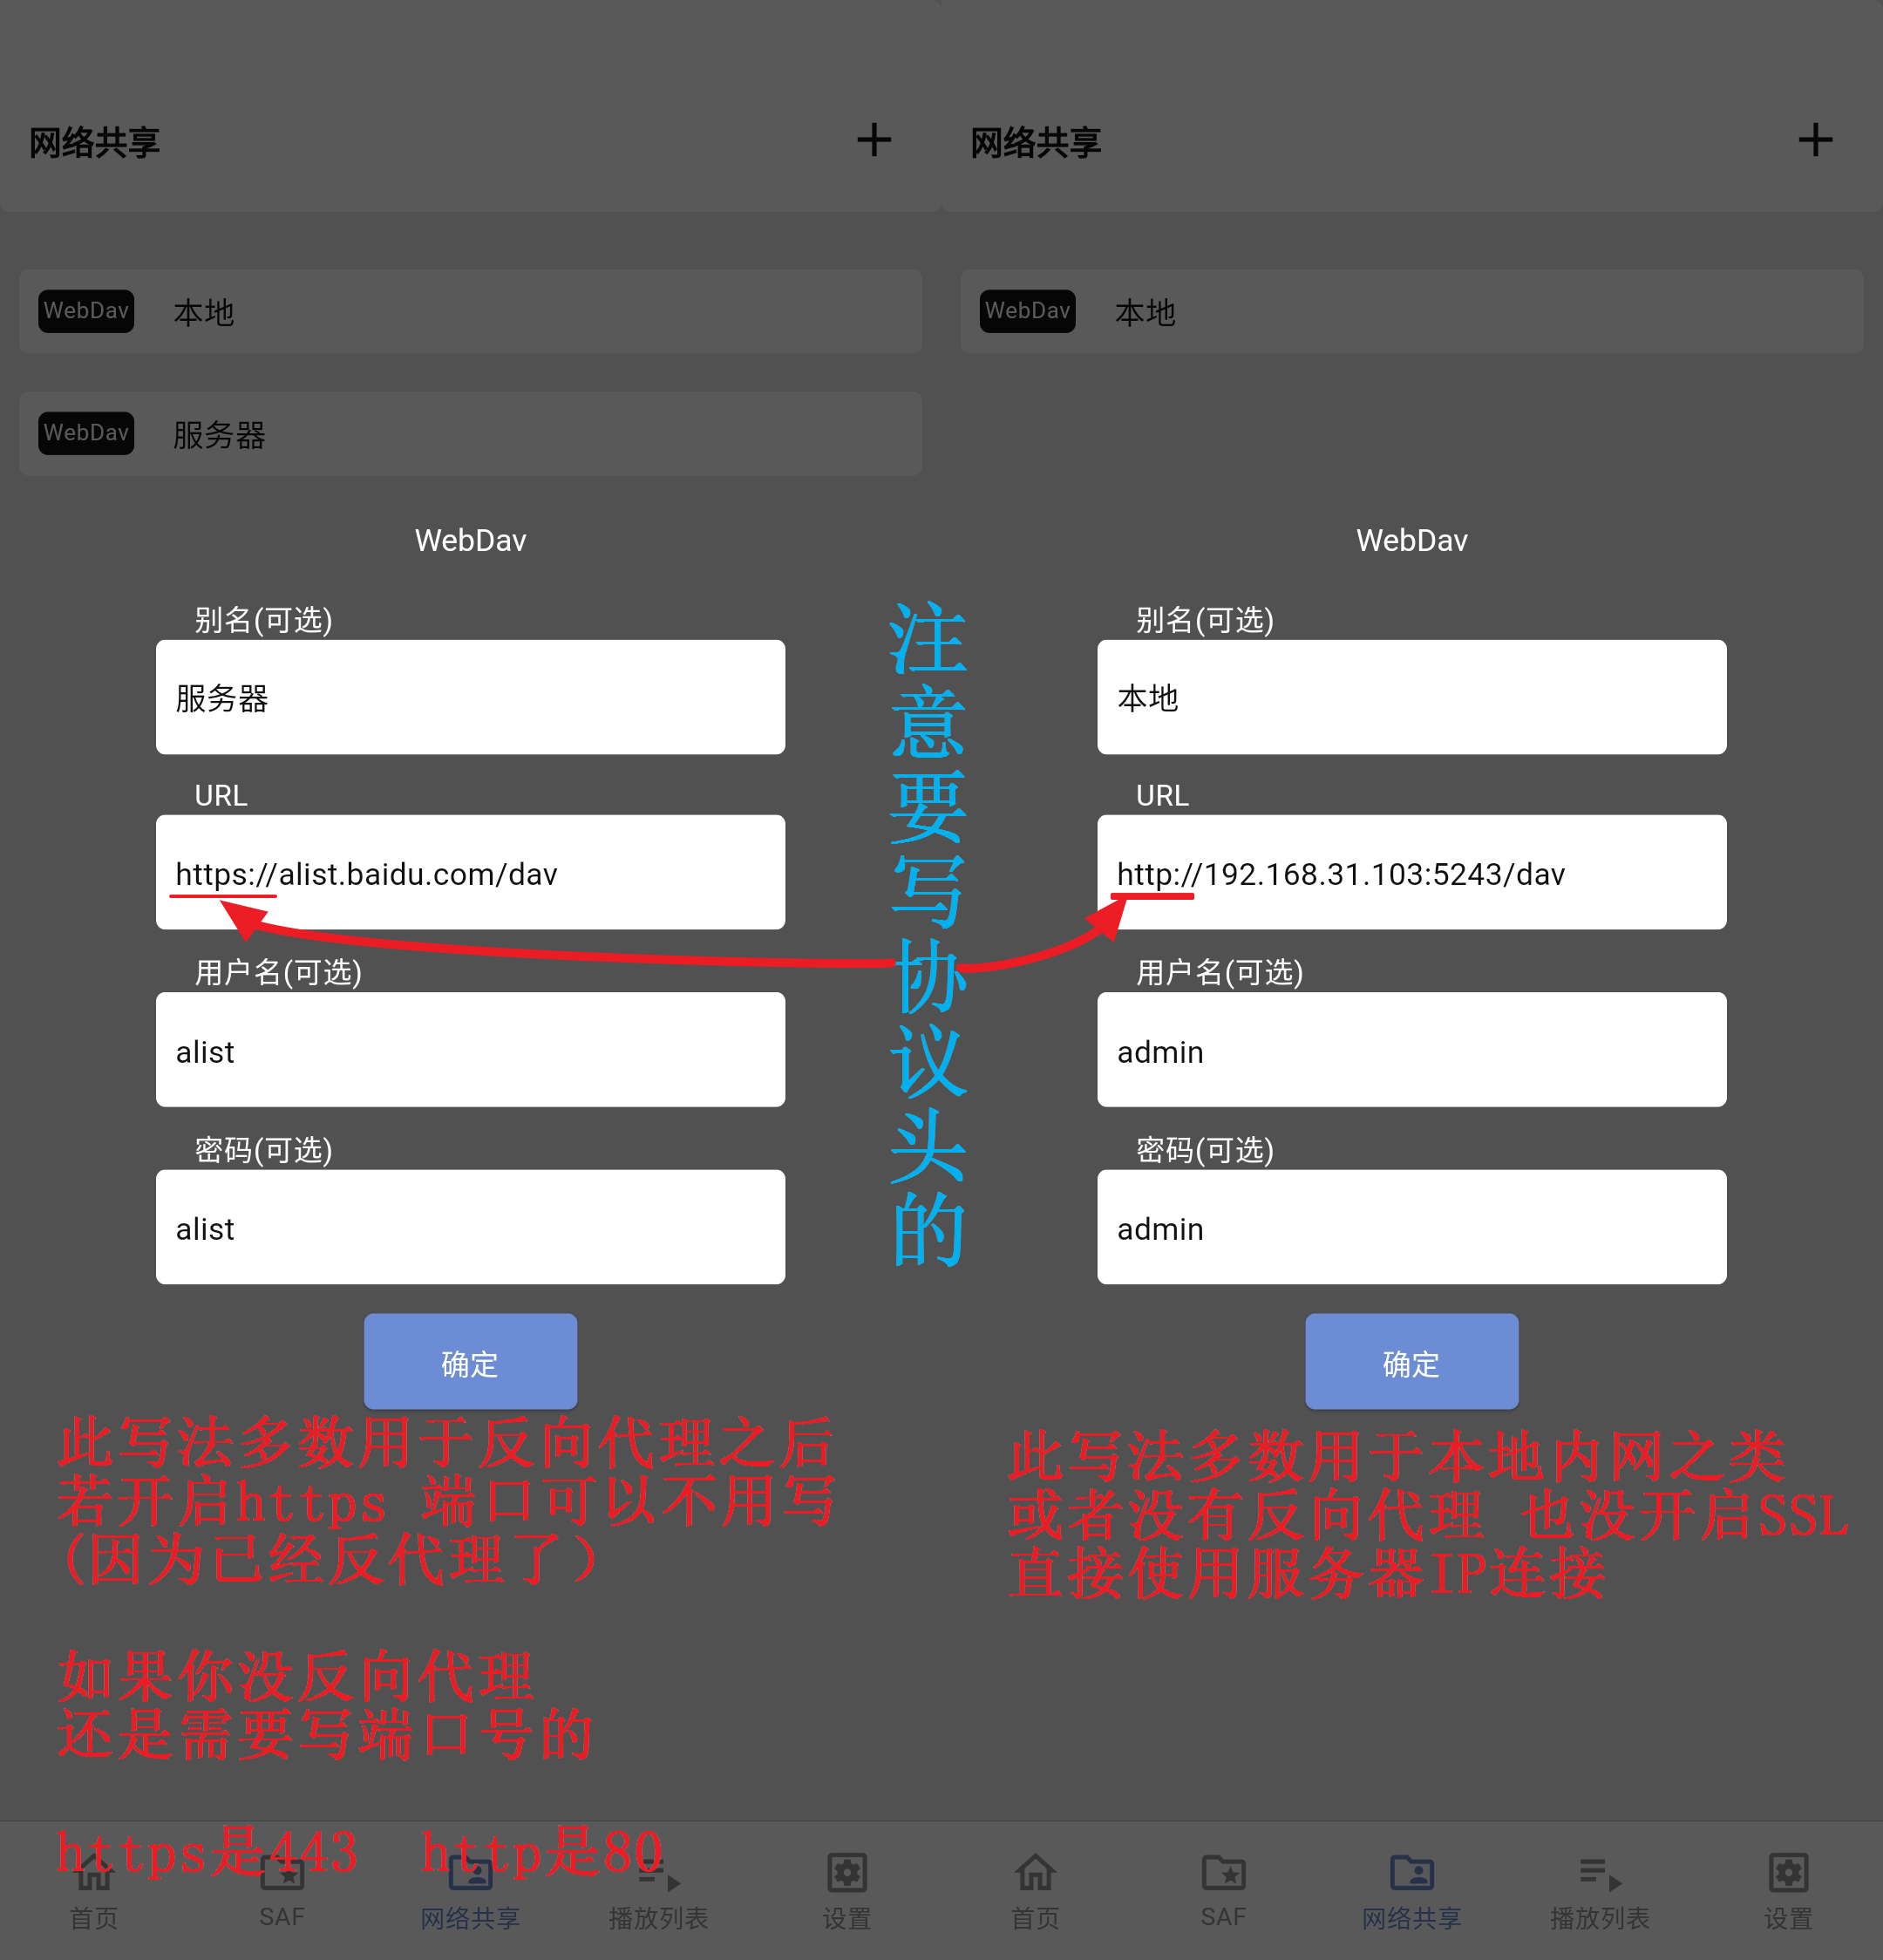 网络共享
WebDav 本地
WebDav 服务器
WebDav
别名(可选)
服务器
URL
https://alist.baidu.com/dav
用户名(可选)
alist
密码(可选)
alist
确定
此写法多数用于反向代理之后
若开启https 端口可以不用写
（因为已经反代理了）
如果你没反向代理
还是需要写端口号的
https是443 http是80
首页 SAF 网络共享 播放列表 设置
注意要写协议头的
网络共享
WebDav 本地
WebDav
别名(可选)
本地
URL
http://192.168.31.103:5243/dav
用户名(可选)
admin
密码(可选)
admin
确定
此写法多数用于本地内网之类
或者没有反向代理 也没开启SSL
直接使用服务器IP连接
首页 SAF 网络共享 播放列表 设置